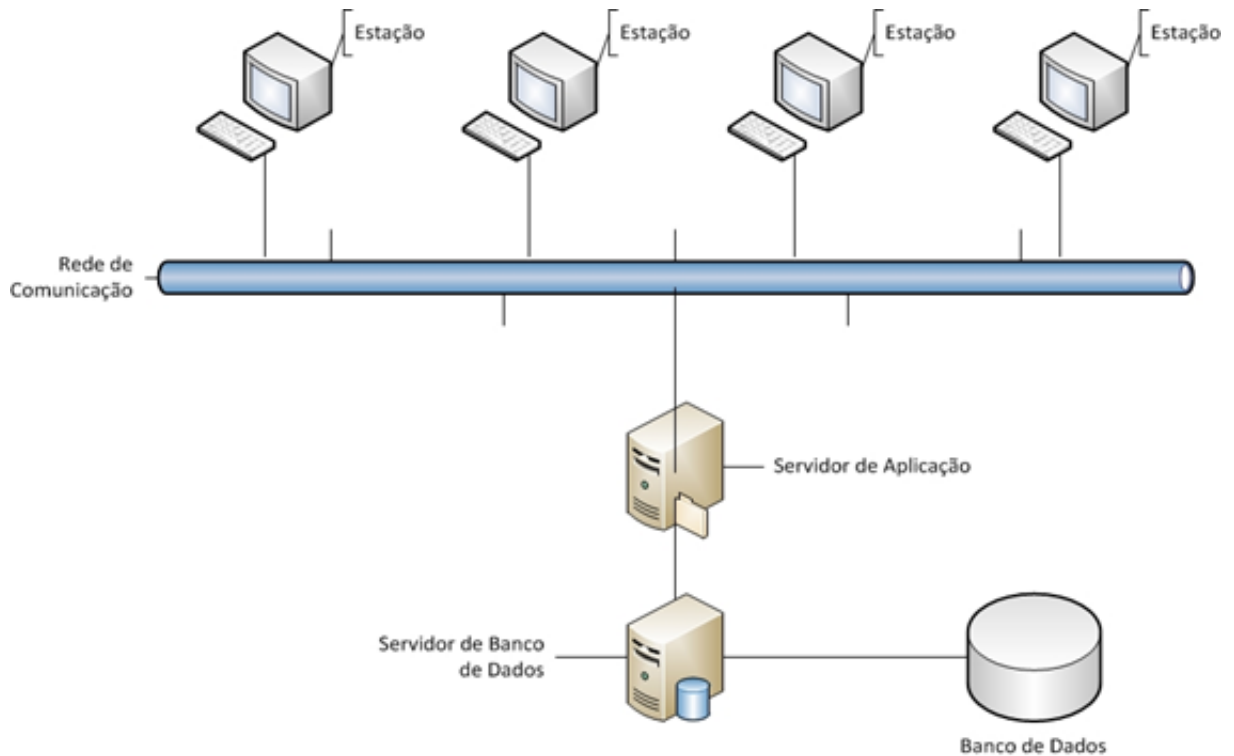 Estação
Estação
Estação
Estação
Rede de
Comunicação
Servidor de Aplicação
Servidor de Banco
de Dados
Banco de Dados